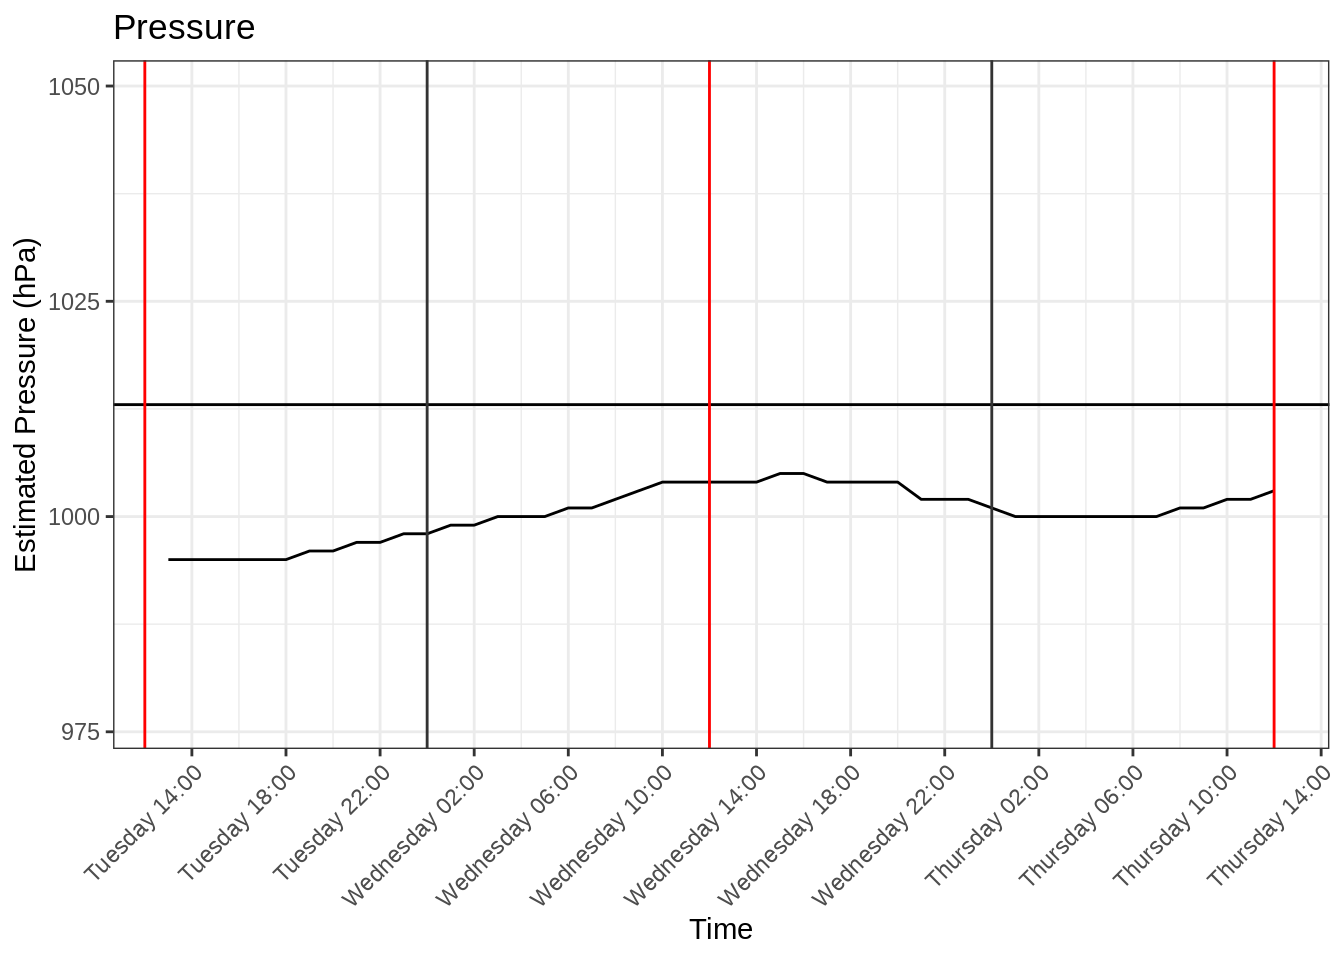 Pressure
Estimated Pressure (hPa)
1050
1025
1000
975
Tuesday 14:00
Tuesday 18:00
Tuesday 22:00
Wednesday 02:00
Wednesday 06:00
Wednesday 10:00
Wednesday 14:00
Wednesday 18:00
Wednesday 22:00
Thursday 02:00
Thursday 06:00
Thursday 10:00
Thursday 14:00
Time